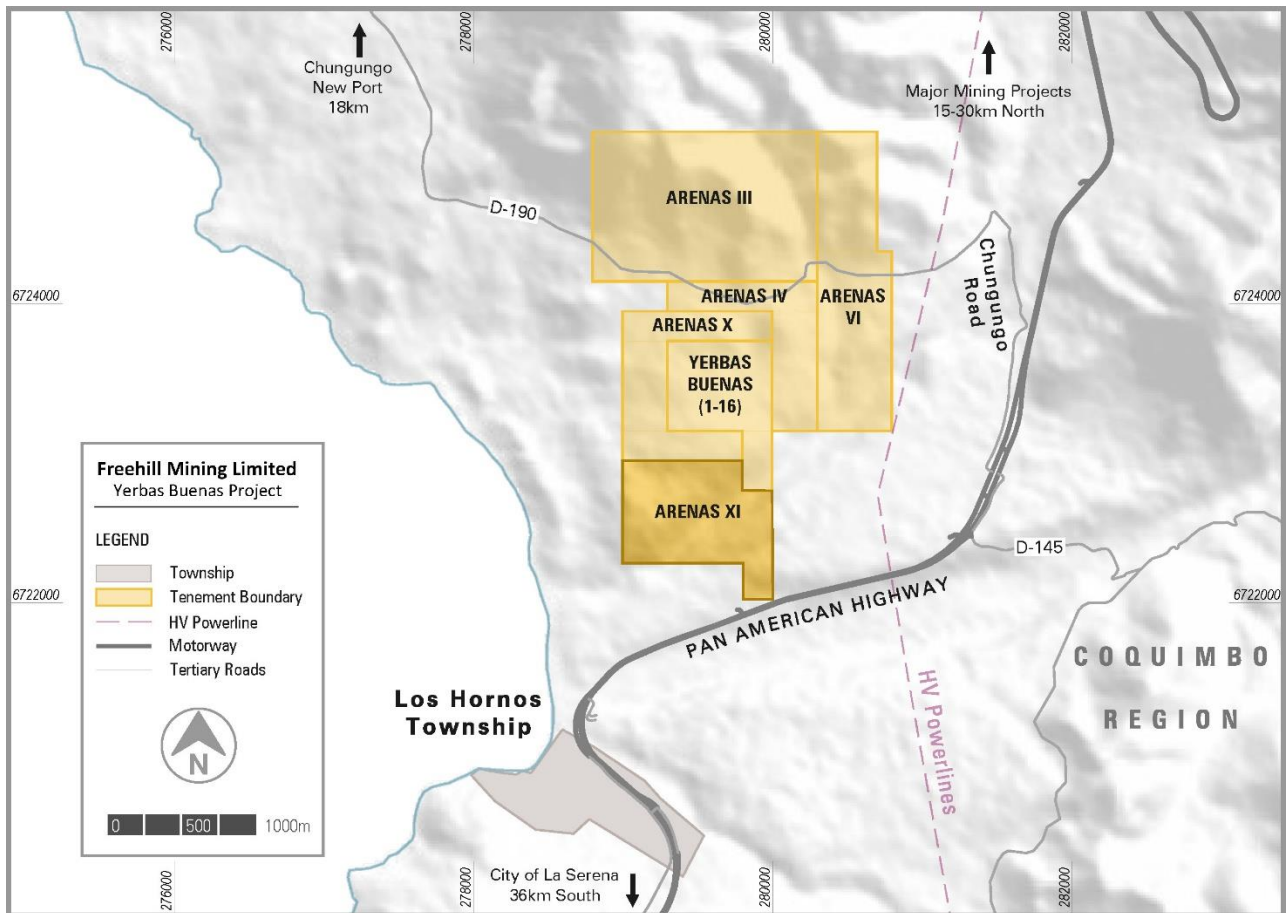 276000
278000
280000
282000
Chungungo
New Port
18km
Major Mining Projects
15-30km North
ARENAS III
D-190
Chungungo
Road
6724000
6724000
ARENAS IV
ARENAS
VI
ARENAS X
YERBAS
BUENAS
(1-16)
ARENAS XI
D-145
6722000
6722000
PAN AMERICAN HIGHWAY
COQUIMBO
REGION
HV Powerlines
Los Hornos
Township
Freehill Mining Limited
Yerbas Buenas Project
LEGEND
Township
Tenement Boundary
HV Powerline
Motorway
Tertiary Roads
N
0 500 1000m
City of La Serena
36km South
276000
278000
280000
282000